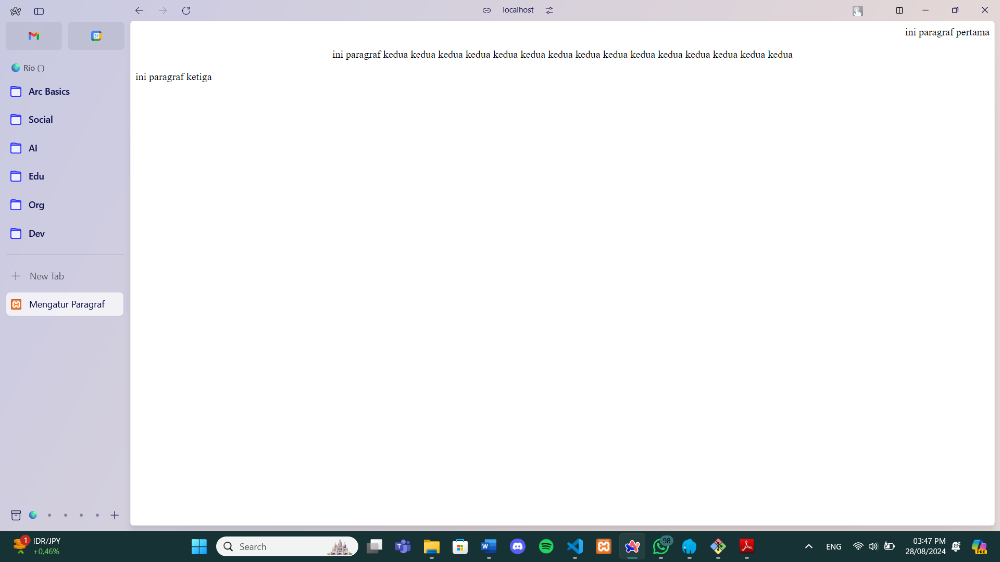 localhost
31
Rio (`)
Arc Basics
Social
AI
Edu
Org
Dev
New Tab
Mengatur Paragraf
ini paragraf pertama
ini paragraf kedua kedua kedua kedua kedua kedua kedua kedua kedua kedua kedua kedua kedua kedua kedua
ini paragraf ketiga
1
IDR/JPY
+0,46%
Search
98
ENG
03:47 PM
28/08/2024
PRE